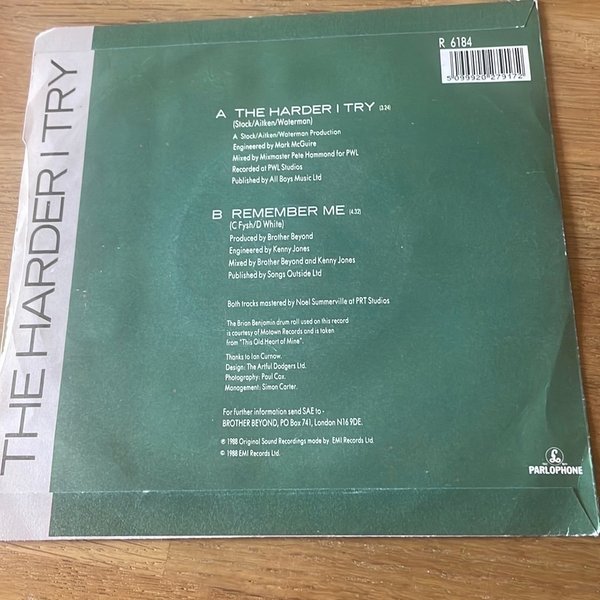 THE HARDER I TRY
R 6184
5 099920 279172
A THE HARDER I TRY (3.24)
(Stock/Aitken/Waterman)
A Stock/Aitken/Waterman Production
Engineered by Mark McGuire
Mixed by Mixmaster Pete Hammond for PWL
Recorded at PWL Studios
Published by All Boys Music Ltd
B REMEMBER ME (4.32)
(C Fysh/D White)
Produced by Brother Beyond
Engineered by Kenny Jones
Mixed by Brother Beyond and Kenny Jones
Published by Songs Outside Ltd
Both tracks mastered by Noel Summerville at PRT Studios
The Brian Benjamin drum roll used on this record
is courtesy of Motown Records and is taken
from "This Old Heart of Mine".
Thanks to Ian Curnow.
Design: The Artful Dodgers Ltd.
Photography: Paul Cox.
Management: Simon Carter.
For further information send SAE to -
BROTHER BEYOND, PO Box 741, London N16 9DE.
℗ 1988 Original Sound Recordings made by EMI Records Ltd.
© 1988 EMI Records Ltd.
PARLOPHONE